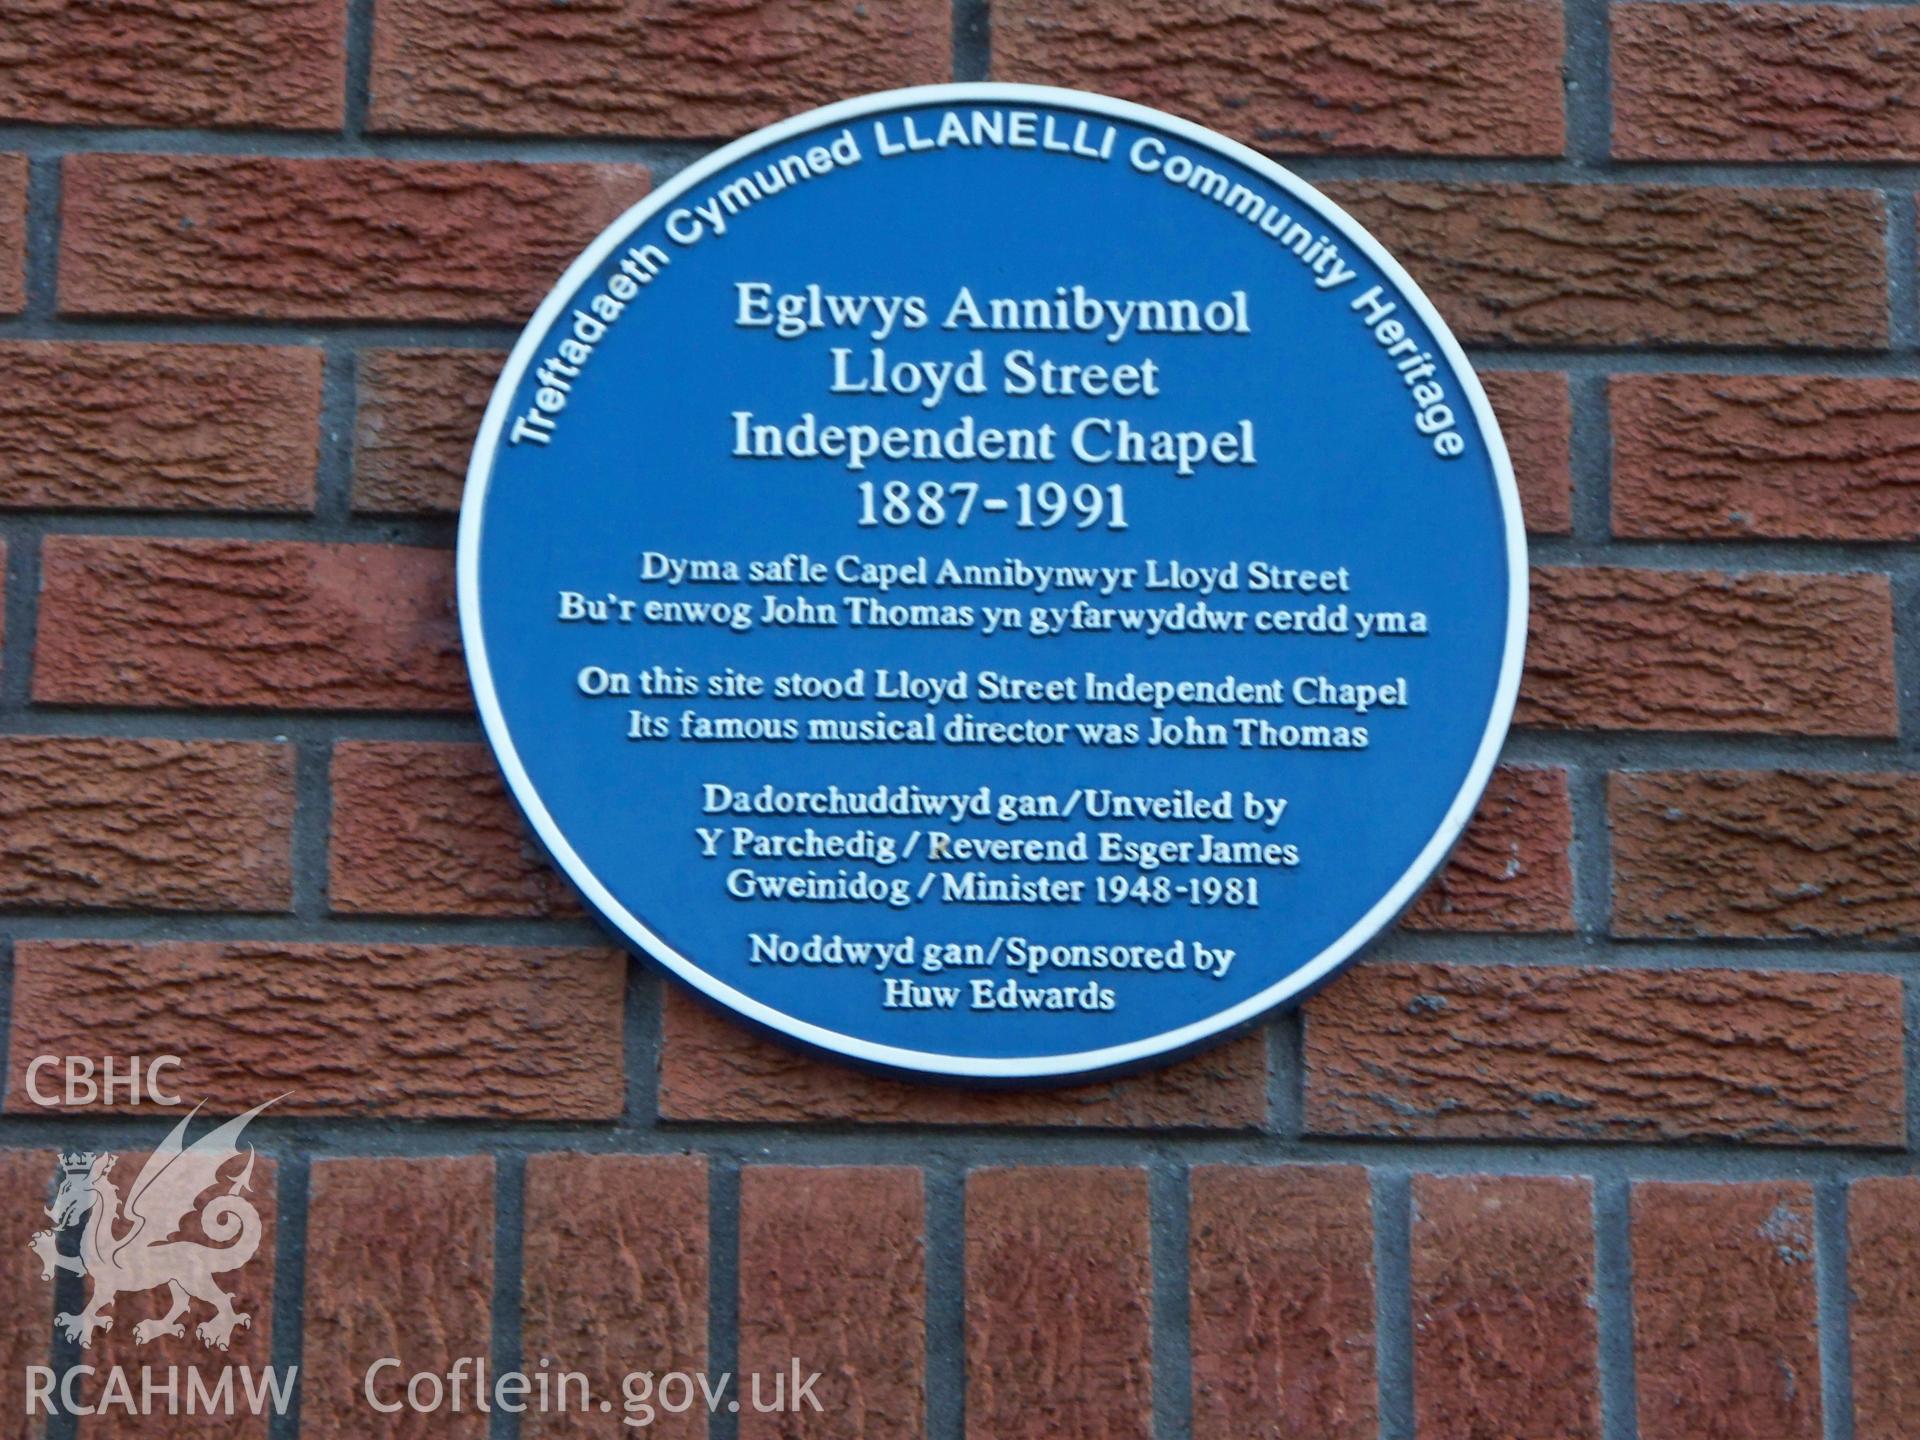 Treftadaeth Cymuned LLANELLI Community Heritage
Eglwys Annibynnol
Lloyd Street
Independent Chapel
1887-1991
Dyma safle Capel Annibynwyr Lloyd Street
Bu'r enwog John Thomas yn gyfarwyddwr cerdd yma
On this site stood Lloyd Street Independent Chapel
Its famous musical director was John Thomas
Dadorchuddiwyd gan/Unveiled by
Y Parchedig/Reverend Esger James
Gweinidog/Minister 1948-1981
Noddwyd gan/Sponsored by
Huw Edwards
CBHC
RCAHMW Coflein.gov.uk